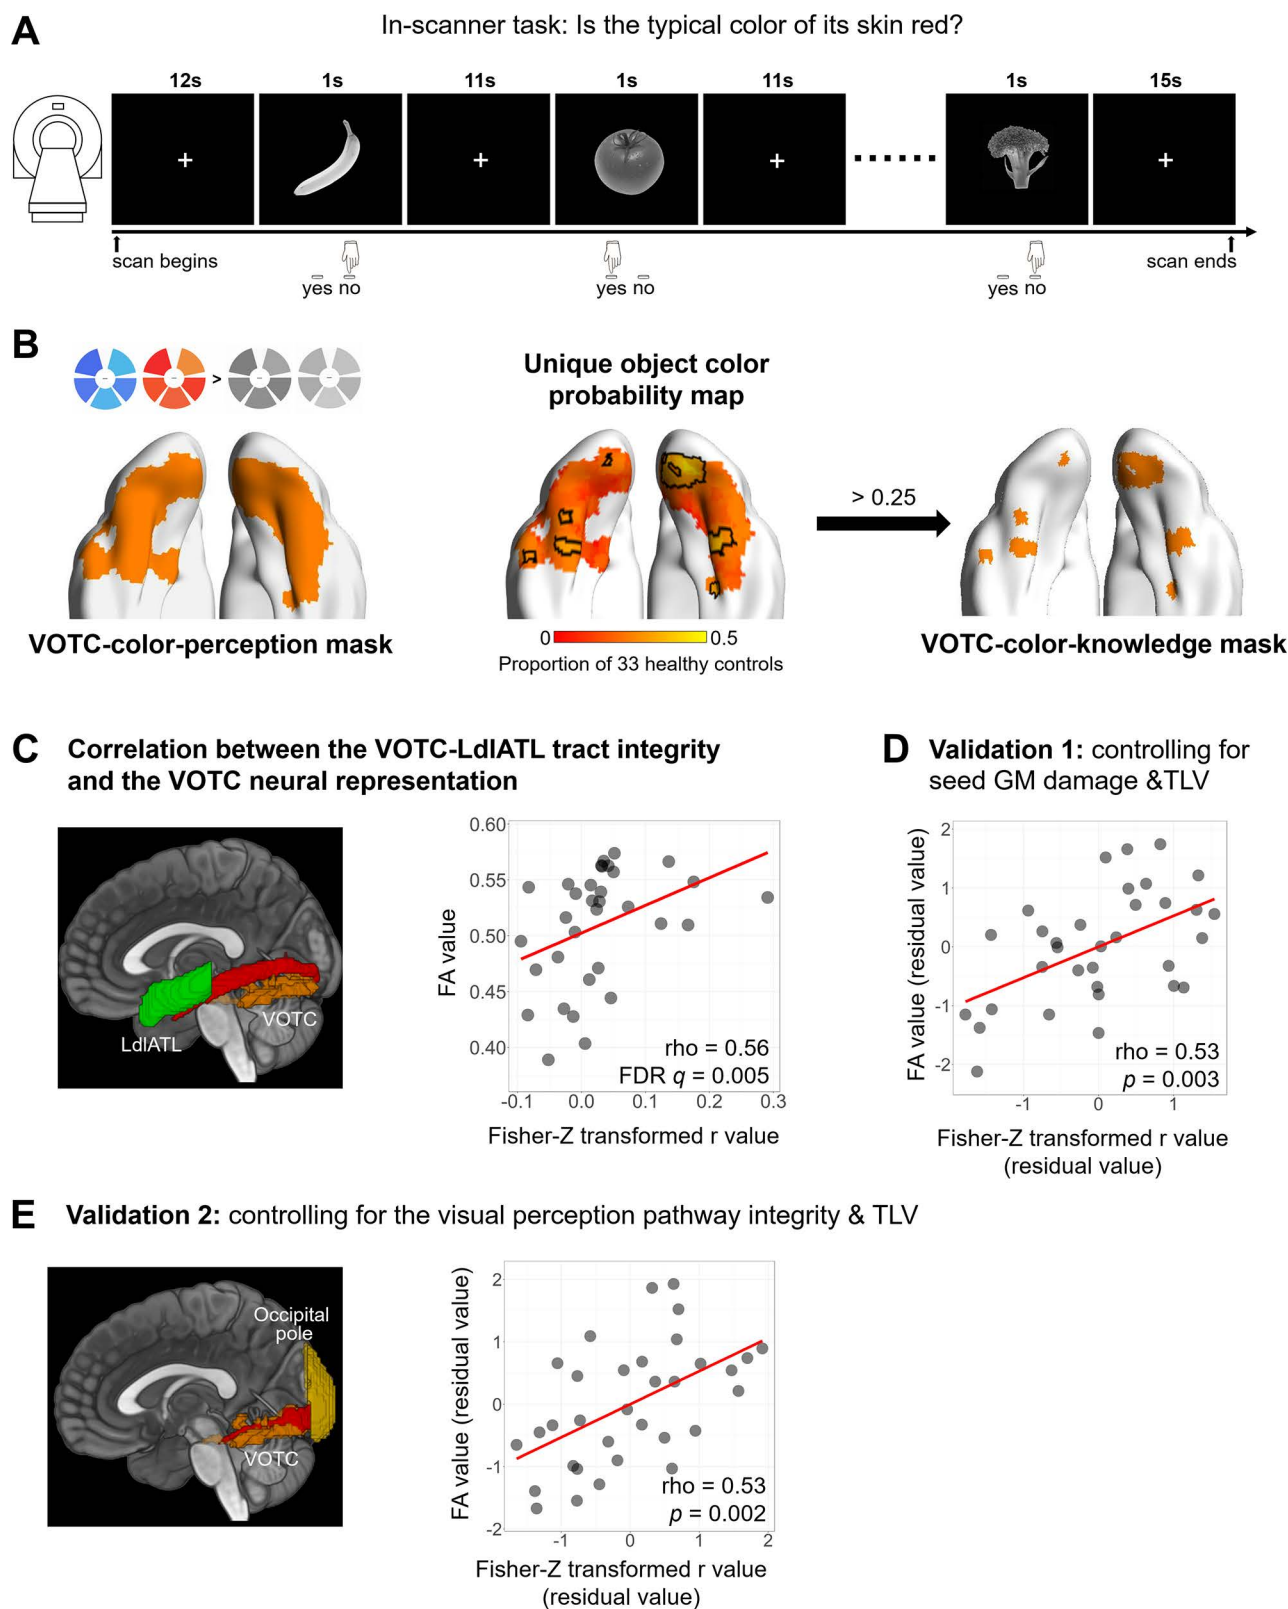 A
In-scanner task: Is the typical color of its skin red?
12s 1s 11s 1s 11s 1s 15s
+ + + +
scan begins
scan ends
yes no
yes no
yes no
B
>
Unique object color
probability map
> 0.25
VOTC-color-perception mask
0 0.5
Proportion of 33 healthy controls
VOTC-color-knowledge mask
C Correlation between the VOTC-LdlATL tract integrity
and the VOTC neural representation
LdlATL
VOTC
FA value
0.60
0.55
0.50
0.45
0.40
rho = 0.56
FDR q = 0.005
-0.1 0.0 0.1 0.2 0.3
Fisher-Z transformed r value
D Validation 1: controlling for
seed GM damage &TLV
FA value (residual value)
2
1
0
-1
-2
rho = 0.53
p = 0.003
-1 0 1
Fisher-Z transformed r value
(residual value)
E Validation 2: controlling for the visual perception pathway integrity & TLV
Occipital
pole
VOTC
FA value (residual value)
2
1
0
-1
-2
rho = 0.53
p = 0.002
-1 0 1 2
Fisher-Z transformed r value
(residual value)